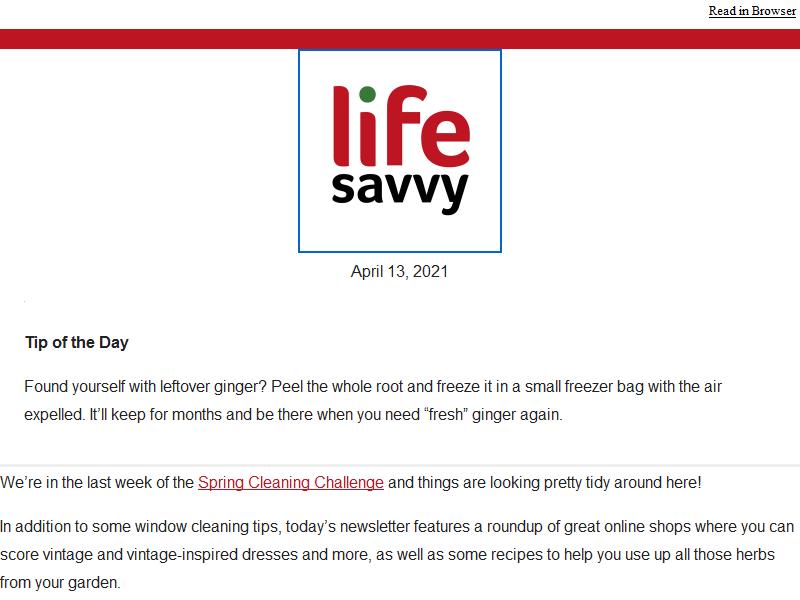 Read in Browser
life
savvy
April 13, 2021
Tip of the Day
Found yourself with leftover ginger? Peel the whole root and freeze it in a small freezer bag with the air
expelled. It’ll keep for months and be there when you need “fresh” ginger again.
We’re in the last week of the Spring Cleaning Challenge and things are looking pretty tidy around here!
In addition to some window cleaning tips, today’s newsletter features a roundup of great online shops where you can
score vintage and vintage-inspired dresses and more, as well as some recipes to help you use up all those herbs
from your garden.